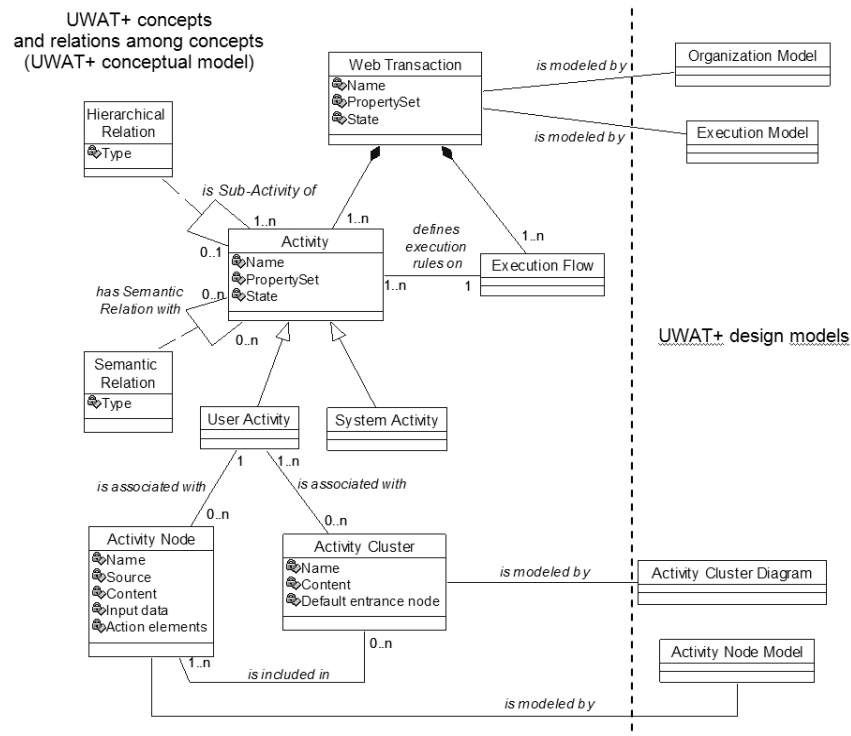 UWAT+ concepts
and relations among concepts
(UWAT+ conceptual model)
Web Transaction
Name
PropertySet
State
is modeled by
Organization Model
is modeled by
Execution Model
Hierarchical
Relation
Type
is Sub-Activity of
1..n
0..1
1..n
1..n
Activity
Name
PropertySet
State
defines
execution
rules on
1..n
1
Execution Flow
has Semantic
Relation with
0..n
0..n
Semantic
Relation
Type
UWAT+ design models
User Activity
System Activity
1
1..n
is associated with
is associated with
0..n
0..n
Activity Node
Name
Source
Content
Input data
Action elements
Activity Cluster
Name
Content
Default entrance node
is modeled by
Activity Cluster Diagram
1..n
0..n
is included in
Activity Node Model
is modeled by